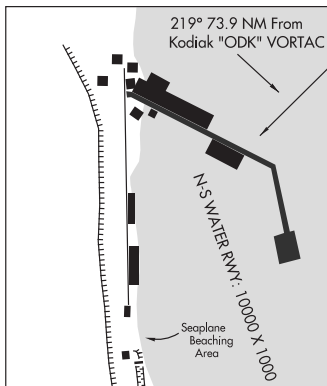 219° 73.9 NM From
Kodiak "ODK" VORTAC
N-S WATER RWY: 10000 X 1000
Seaplane
Beaching
Area